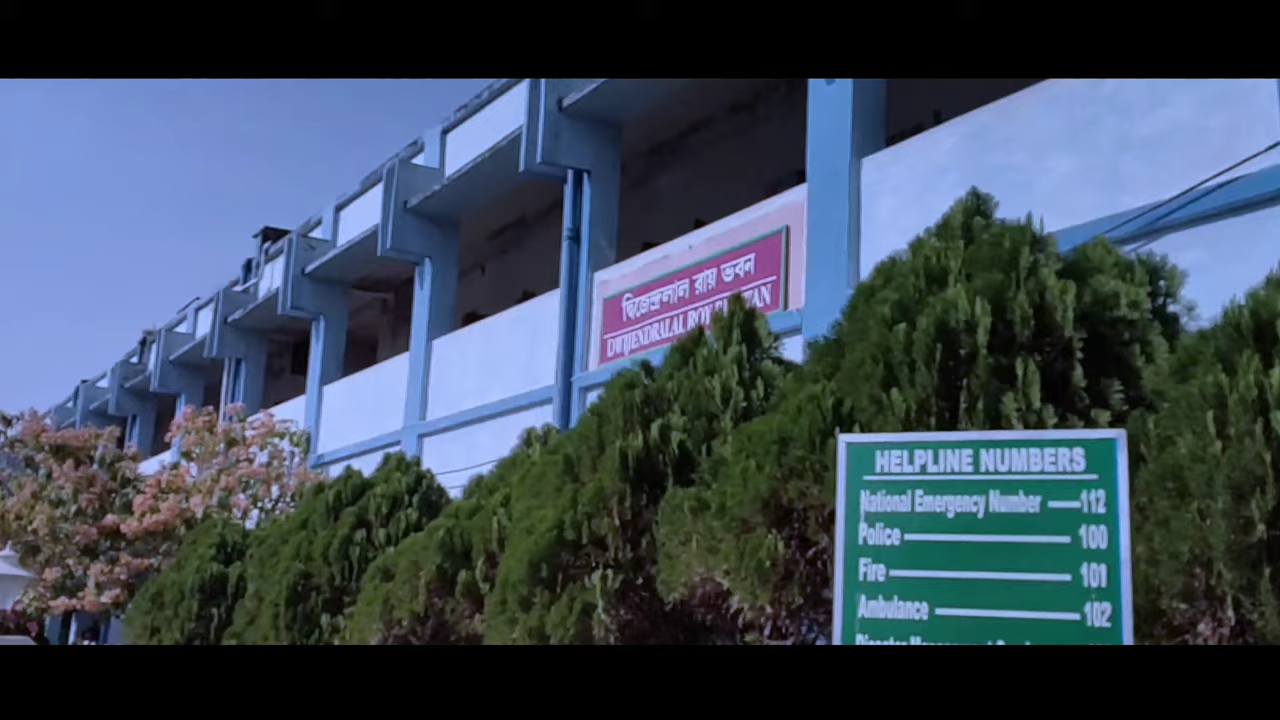 দ্বিজেন্দ্রলাল রায় ভবন
DWIJENDRALAL ROY
HELPLINE NUMBERS
National Emergency Number 112
Police 100
Fire 101
Ambulance 102